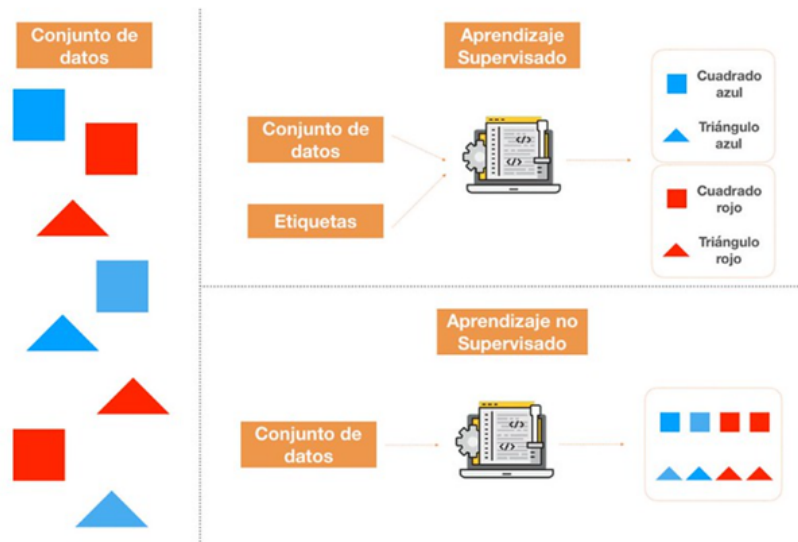 Conjunto de
datos
Aprendizaje
Supervisado
Conjunto de
datos
Etiquetas
Cuadrado
azul
Triángulo
azul
Cuadrado
rojo
Triángulo
rojo
Aprendizaje no
Supervisado
Conjunto de
datos